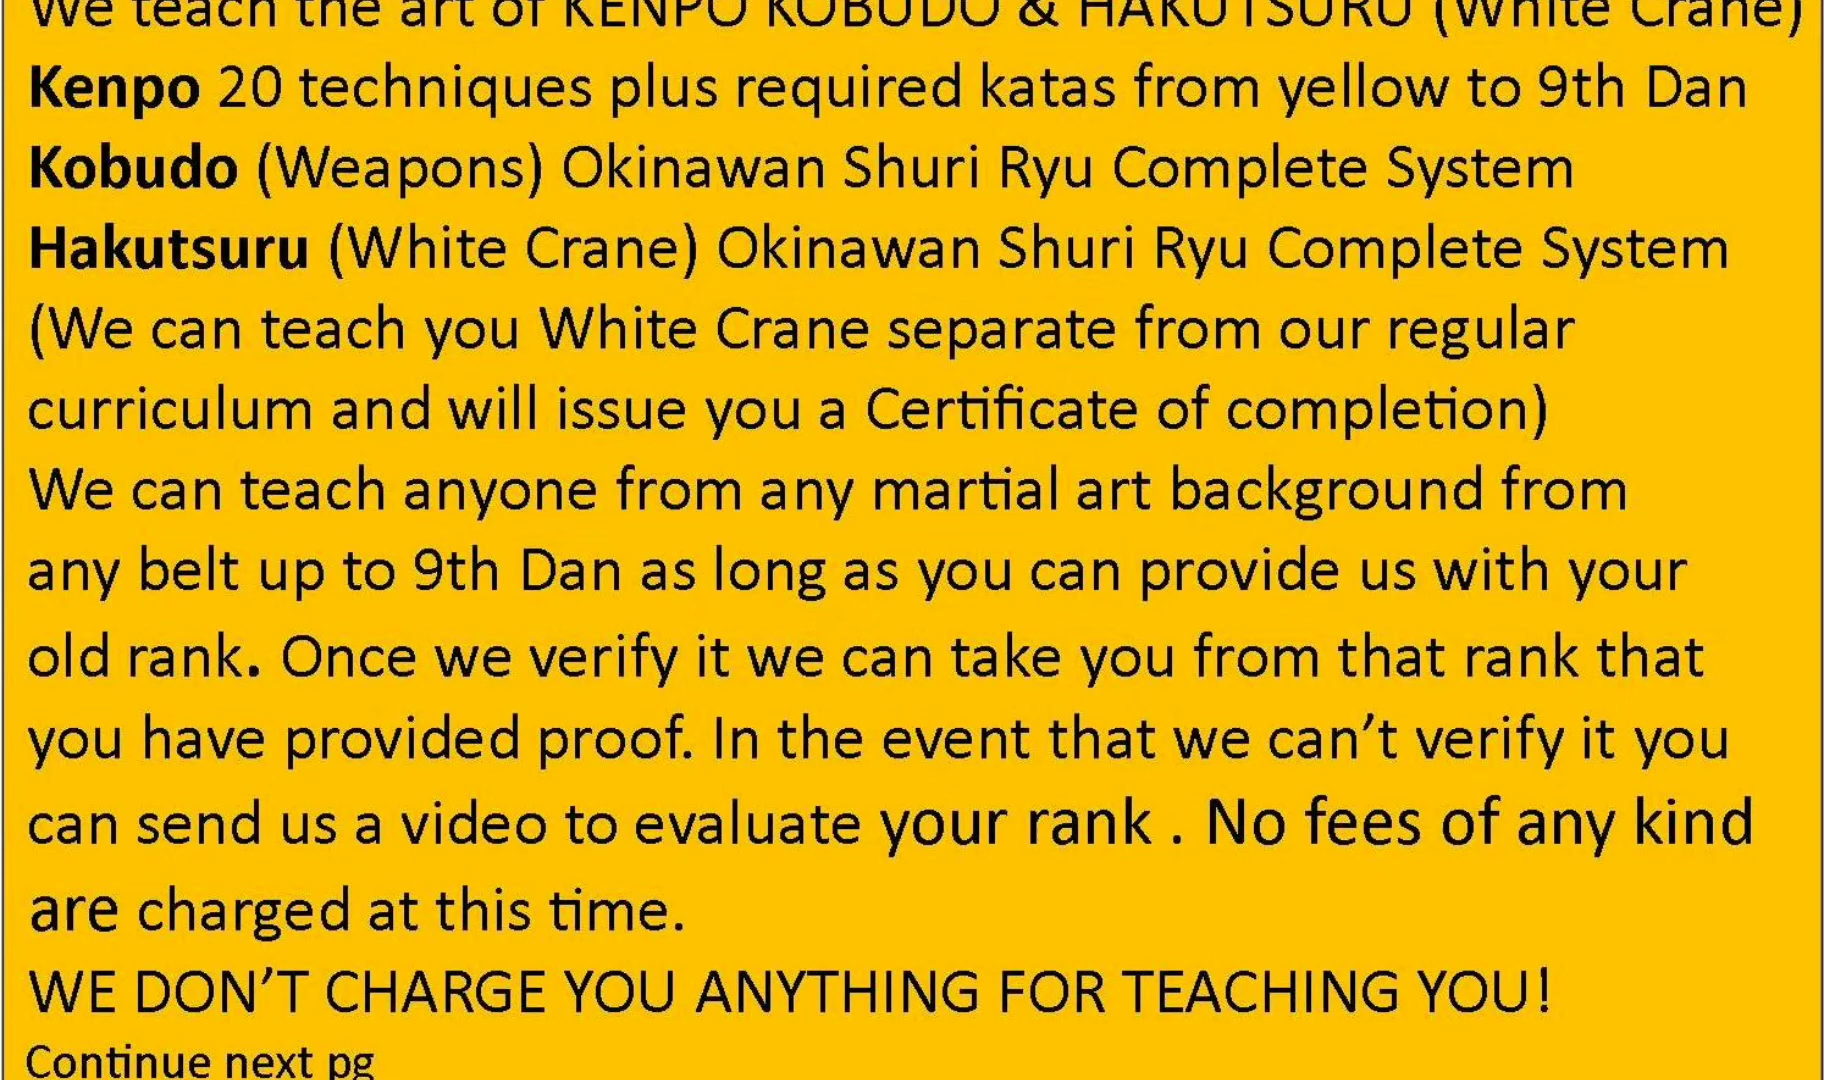 We teach the art of KENPO KOBUDO & HAKUTSURU (White Crane)
Kenpo 20 techniques plus required katas from yellow to 9th Dan
Kobudo (Weapons) Okinawan Shuri Ryu Complete System
Hakutsuru (White Crane) Okinawan Shuri Ryu Complete System
(We can teach you White Crane separate from our regular
curriculum and will issue you a Certificate of completion)
We can teach anyone from any martial art background from
any belt up to 9th Dan as long as you can provide us with your
old rank. Once we verify it we can take you from that rank that
you have provided proof. In the event that we can’t verify it you
can send us a video to evaluate your rank . No fees of any kind
are charged at this time.
WE DON’T CHARGE YOU ANYTHING FOR TEACHING YOU!
Continue next pg